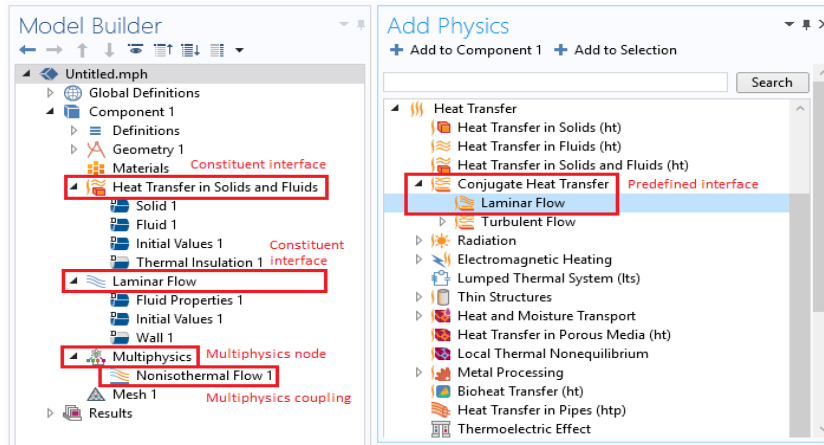 Model Builder
Untitled.mph
Global Definitions
Component 1
Definitions
Geometry 1
Materials
Constituent interface
Heat Transfer in Solids and Fluids
Solid 1
Fluid 1
Initial Values 1
Constituent
Thermal Insulation 1
interface
Laminar Flow
Fluid Properties 1
Initial Values 1
Wall 1
Multiphysics
Multiphysics node
Nonisothermal Flow 1
Mesh 1
Multiphysics coupling
Results
Add Physics
Add to Component 1
Add to Selection
Search
Heat Transfer
Heat Transfer in Solids (ht)
Heat Transfer in Fluids (ht)
Heat Transfer in Solids and Fluids (ht)
Conjugate Heat Transfer
Predefined interface
Laminar Flow
Turbulent Flow
Radiation
Electromagnetic Heating
Lumped Thermal System (lts)
Thin Structures
Heat and Moisture Transport
Heat Transfer in Porous Media (ht)
Local Thermal Nonequilibrium
Metal Processing
Bioheat Transfer (ht)
Heat Transfer in Pipes (htp)
Thermoelectric Effect